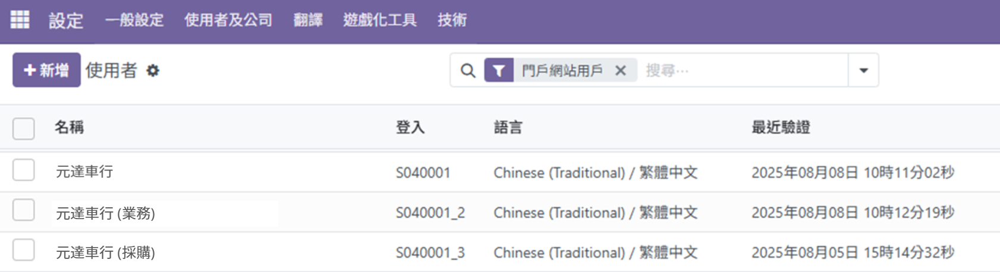 設定 一般設定 使用者及公司 翻譯 遊戲化工具 技術
新增 使用者 門戶網站用戶 搜尋...
名稱 登入 語言 最近驗證
元達車行 S040001 Chinese (Traditional) / 繁體中文 2025年08月08日 10時11分02秒
元達車行 (業務) S040001_2 Chinese (Traditional) / 繁體中文 2025年08月08日 10時12分19秒
元達車行 (採購) S040001_3 Chinese (Traditional) / 繁體中文 2025年08月05日 15時14分32秒